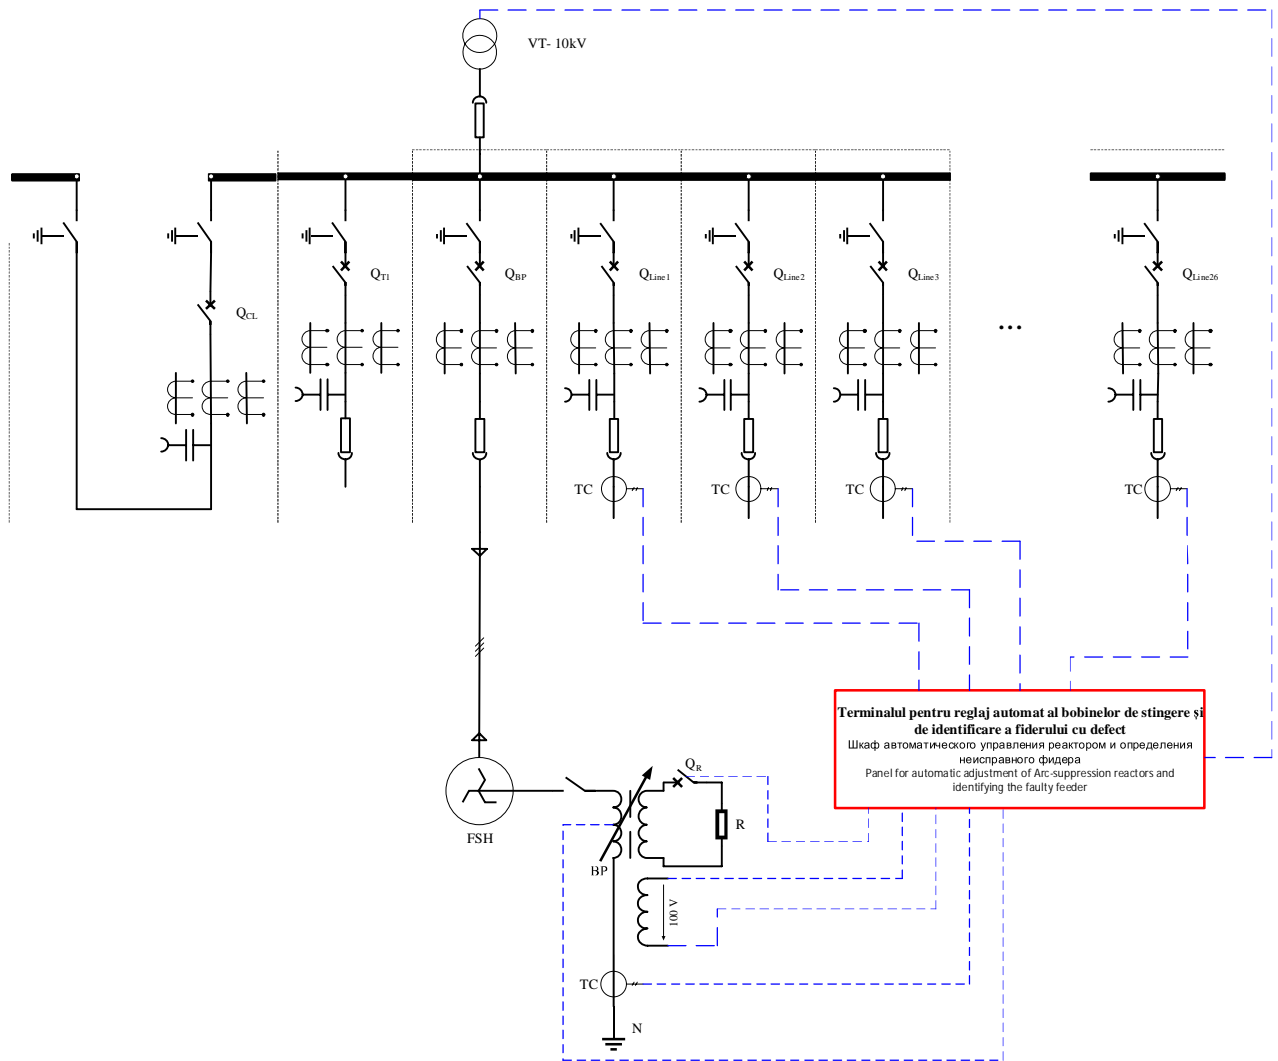 VT- 10kV
QT1
QBP
QLine1
QLine2
QLine3
QLine26
QCL
...
TC
TC
TC
TC
Terminalul pentru reglaj automat al bobinelor de stingere și
de identificare a fiderului cu defect
Шкаф автоматического управления реактором и определения
неисправного фидера
Panel for automatic adjustment of Arc-suppression reactors and
identifying the faulty feeder
QR
R
FSH
BP
100 V
TC
N